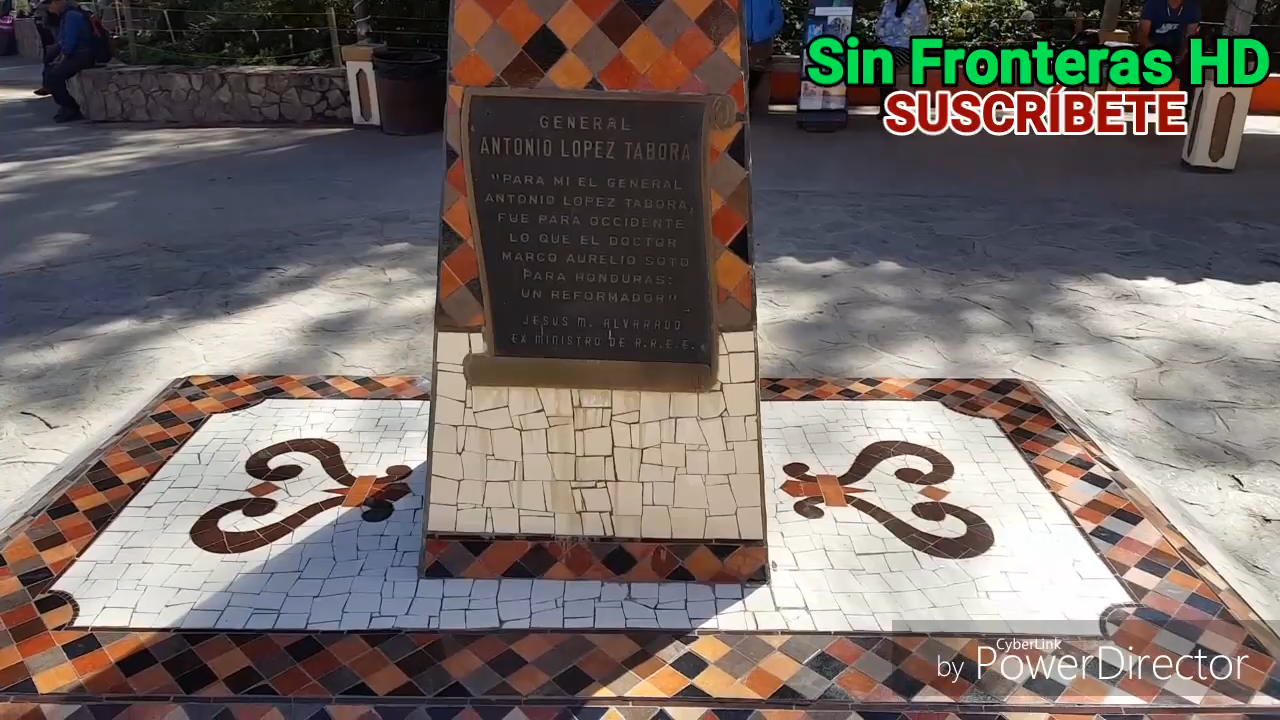 Sin Fronteras HD
SUSCRÍBETE
GENERAL
ANTONIO LOPEZ TABORA
"PARA MI EL GENERAL
ANTONIO LOPEZ TABORA,
FUE PARA OCCIDENTE
LO QUE EL DOCTOR
MARCO AURELIO SOTO
PARA HONDURAS:
UN REFORMADOR"
JESUS M. ALVARADO
EX MINISTRO DE R.R.E.E.
CyberLink
by PowerDirector